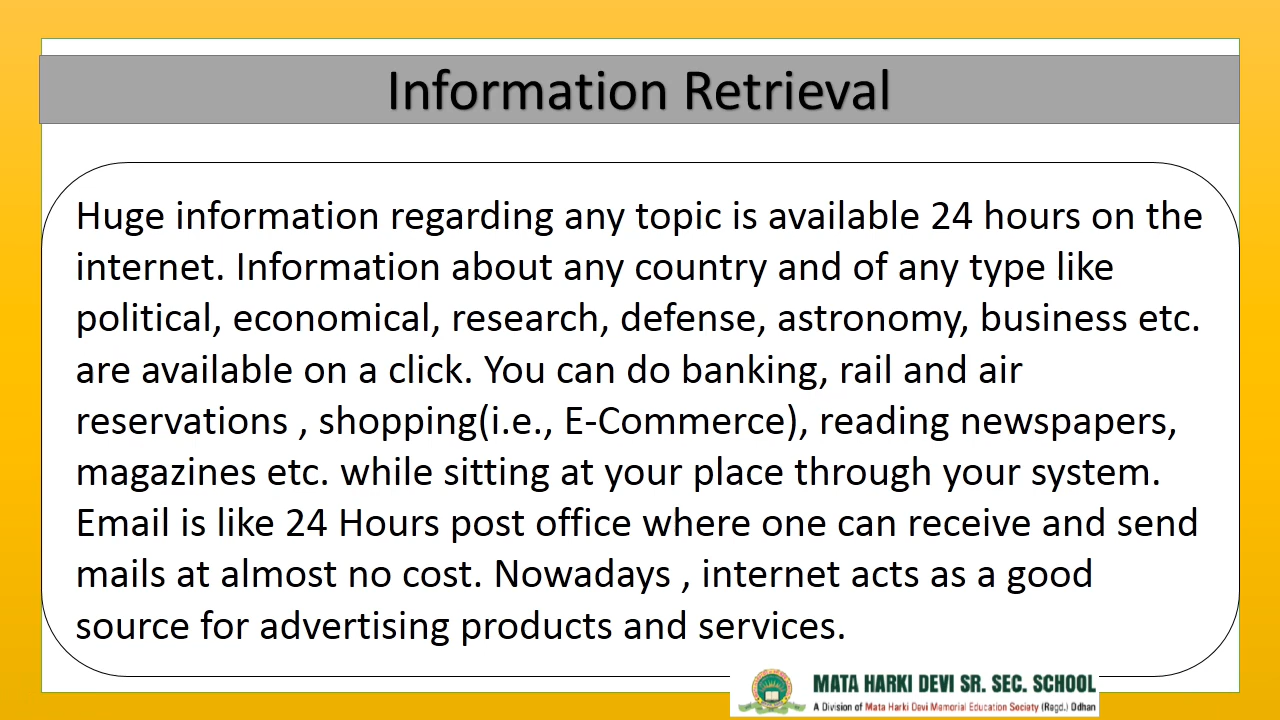 Information Retrieval
Huge information regarding any topic is available 24 hours on the
internet. Information about any country and of any type like
political, economical, research, defense, astronomy, business etc.
are available on a click. You can do banking, rail and air
reservations , shopping(i.e., E-Commerce), reading newspapers,
magazines etc. while sitting at your place through your system.
Email is like 24 Hours post office where one can receive and send
mails at almost no cost. Nowadays , internet acts as a good
source for advertising products and services.
MATA HARKI DEVI SR. SEC. SCHOOL
A Division of Mata Harki Devi Memorial Education Society (Regd.) Odhan